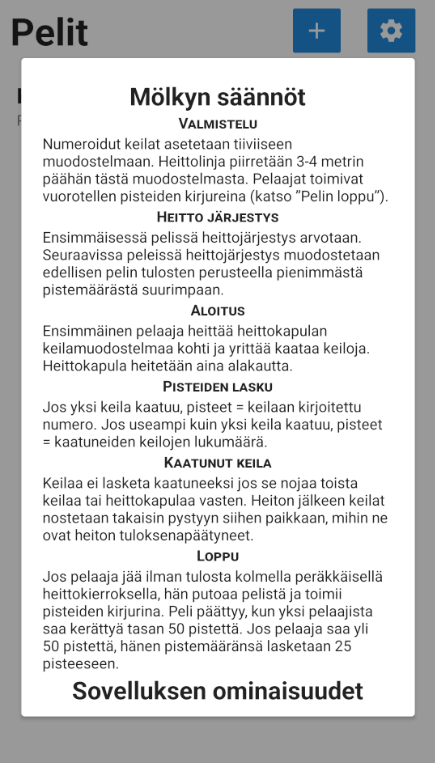 Pelit
Mölkyn säännöt
VALMISTELU
Numeroidut keilat asetetaan tiiviiseen
muodostelmaan. Heittolinja piirretään 3-4 metrin
päähän tästä muodostelmasta. Pelaajat toimivat
vuorotellen pisteiden kirjureina (katso ”Pelin loppu”).
HEITTO JÄRJESTYS
Ensimmäisessä pelissä heittojärjestys arvotaan.
Seuraavissa peleissä heittojärjestys muodostetaan
edellisen pelin tulosten perusteella pienimmästä
pistemäärästä suurimpaan.
ALOITUS
Ensimmäinen pelaaja heittää heittokapulan
keilamuodostelmaa kohti ja yrittää kaataa keiloja.
Heittokapula heitetään aina alakautta.
PISTEIDEN LASKU
Jos yksi keila kaatuu, pisteet = keilaan kirjoitettu
numero. Jos useampi kuin yksi keila kaatuu, pisteet
= kaatuneiden keilojen lukumäärä.
KAATUNUT KEILA
Keilaa ei lasketa kaatuneeksi jos se nojaa toista
keilaa tai heittokapulaa vasten. Heiton jälkeen keilat
nostetaan takaisin pystyyn siihen paikkaan, mihin ne
ovat heiton tuloksenapäätyneet.
LOPPU
Jos pelaaja jää ilman tulosta kolmella peräkkäisellä
heittokierroksella, hän putoaa pelistä ja toimii
pisteiden kirjurina. Peli päättyy, kun yksi pelaajista
saa kerättyä tasan 50 pistettä. Jos pelaaja saa yli
50 pistettä, hänen pistemääränsä lasketaan 25
pisteeseen.
Sovelluksen ominaisuudet